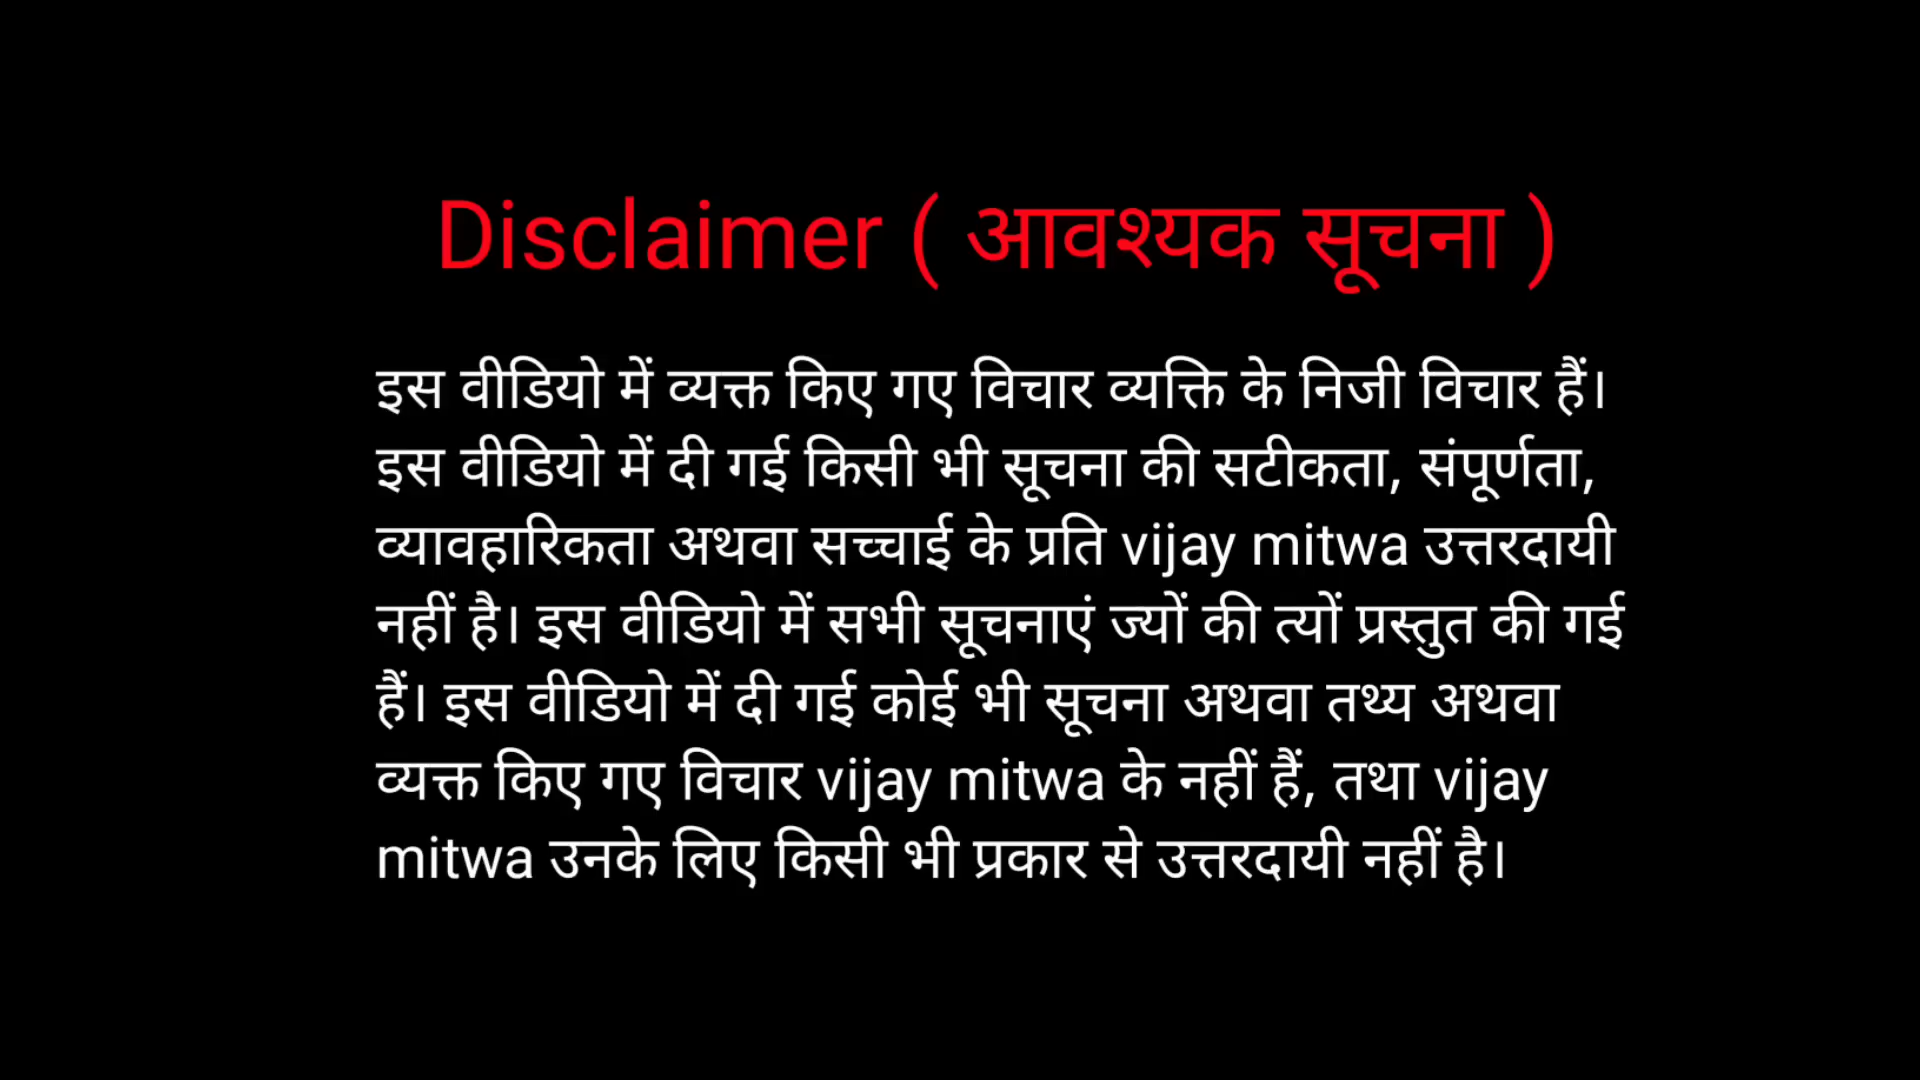 Disclaimer ( आवश्यक सूचना )
इस वीडियो में व्यक्त किए गए विचार व्यक्ति के निजी विचार हैं।
इस वीडियो में दी गई किसी भी सूचना की सटीकता, संपूर्णता,
व्यावहारिकता अथवा सच्चाई के प्रति vijay mitwa उत्तरदायी
नहीं है। इस वीडियो में सभी सूचनाएं ज्यों की त्यों प्रस्तुत की गई
हैं। इस वीडियो में दी गई कोई भी सूचना अथवा तथ्य अथवा
व्यक्त किए गए विचार vijay mitwa के नहीं हैं, तथा vijay
mitwa उनके लिए किसी भी प्रकार से उत्तरदायी नहीं है।